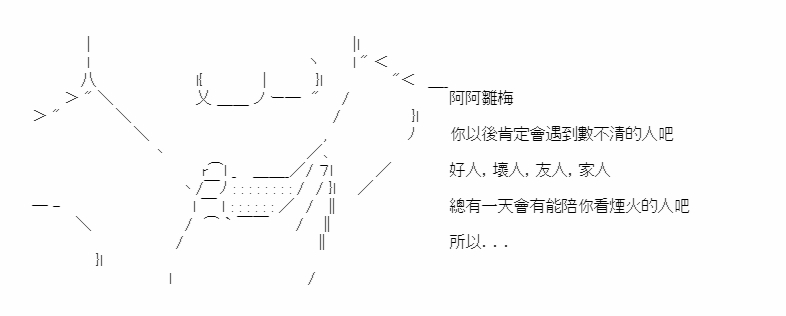 阿阿雛梅
你以後肯定會遇到數不清的人吧
好人，壞人，友人，家人
總有一天會有能陪你看煙火的人吧
所以．．．